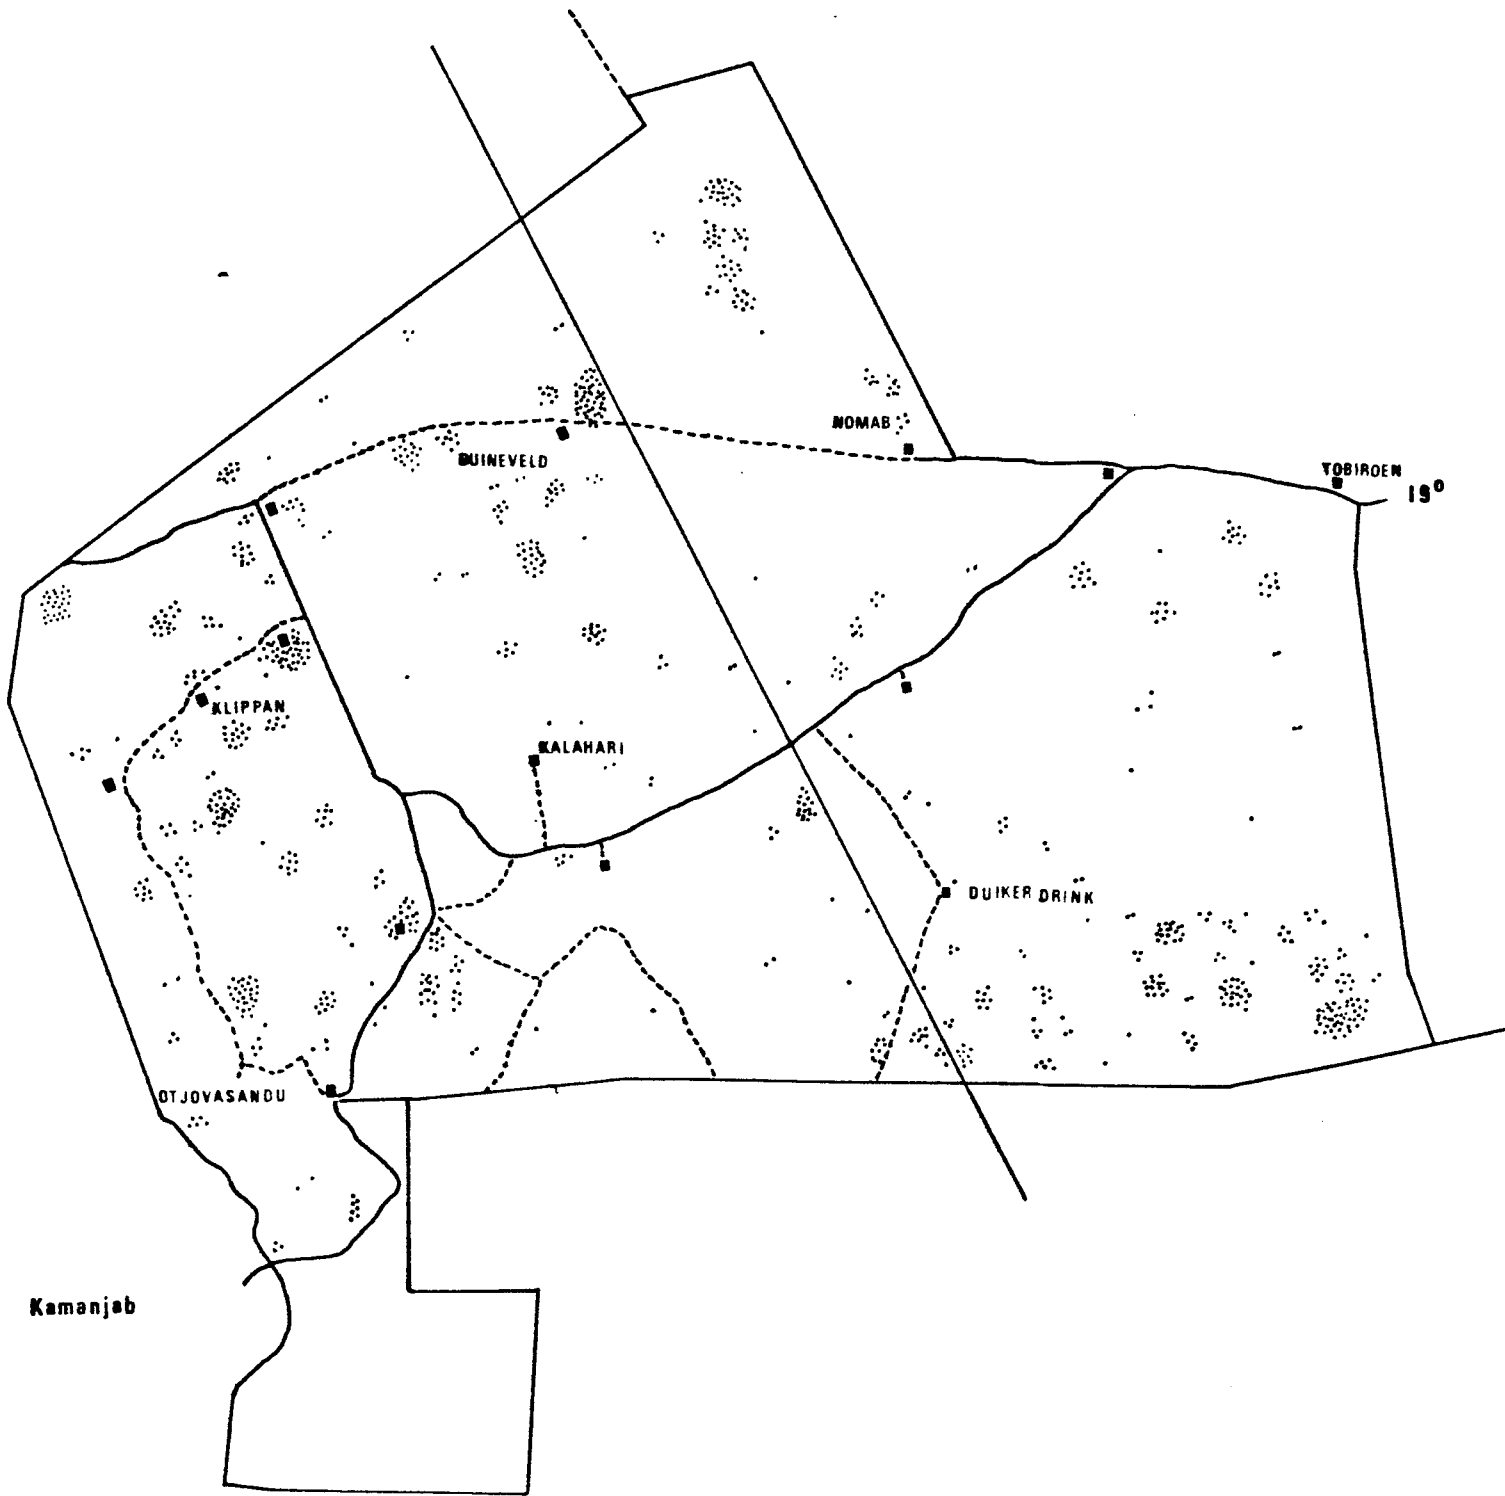 NOMAB
DUINEVELD
TOBIROEN
19°
KLIPPAN
KALAHARI
DUIKER DRINK
OTJOVASANDU
Kamanjab